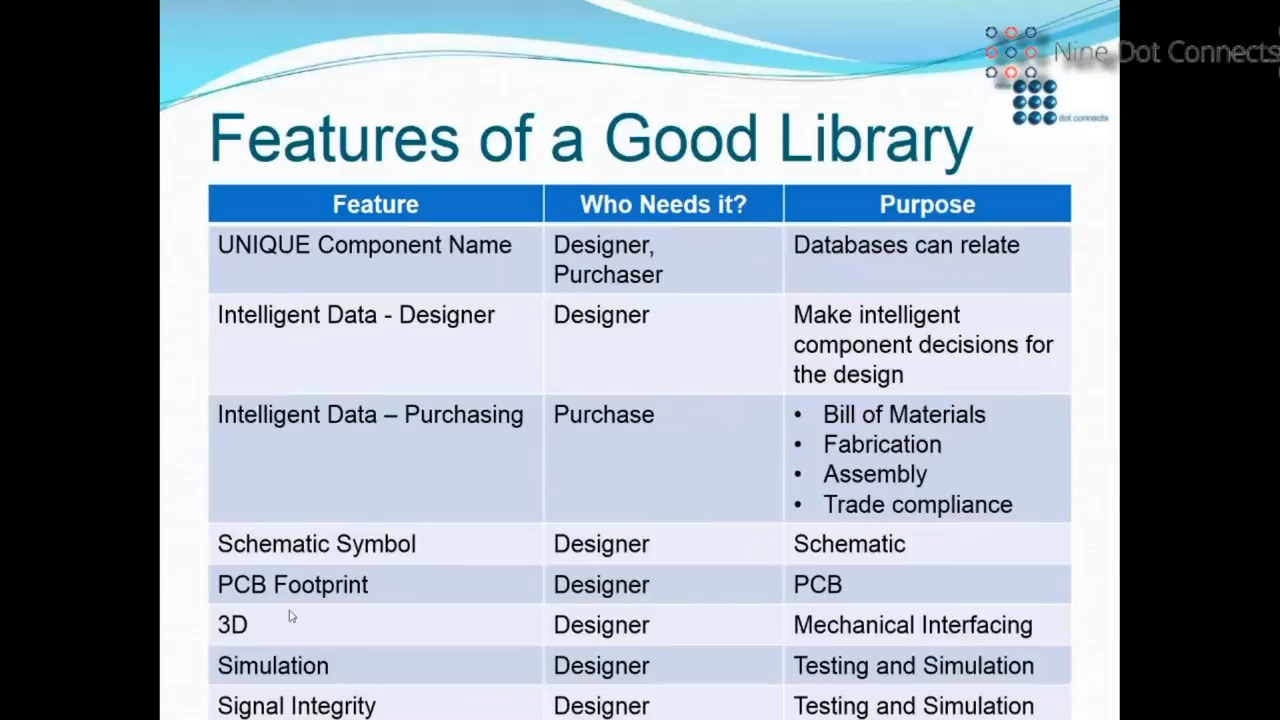 Nine Dot Connects
dot connects
Features of a Good Library
Feature Who Needs it? Purpose
UNIQUE Component Name Designer, Databases can relate
Purchaser
Intelligent Data - Designer Designer Make intelligent
component decisions for
the design
Intelligent Data – Purchasing Purchase • Bill of Materials
• Fabrication
• Assembly
• Trade compliance
Schematic Symbol Designer Schematic
PCB Footprint Designer PCB
3D Designer Mechanical Interfacing
Simulation Designer Testing and Simulation
Signal Integrity Designer Testing and Simulation